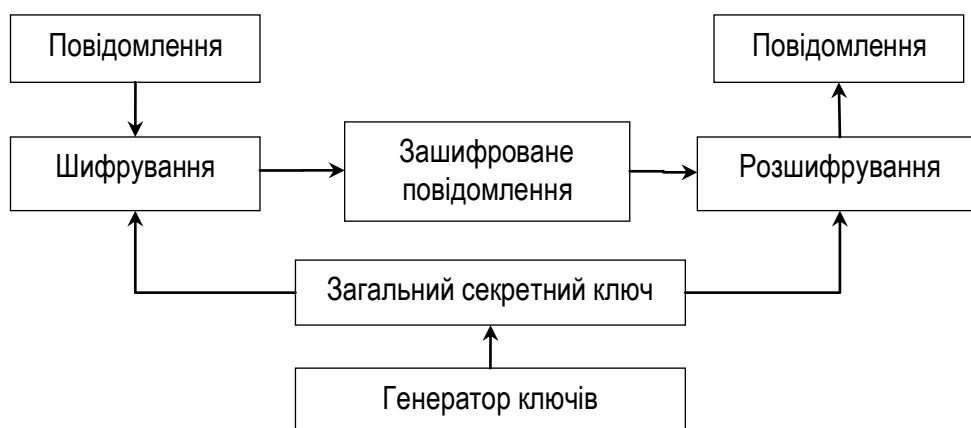 Повідомлення
Повідомлення
Шифрування
Зашифроване
повідомлення
Розшифрування
Загальний секретний ключ
Генератор ключів